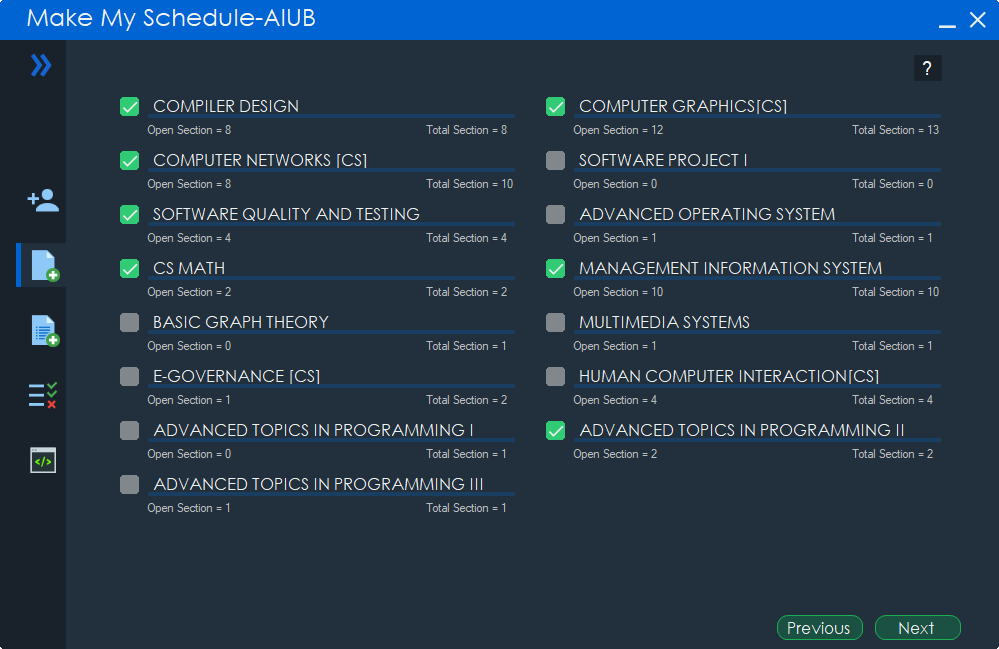 Make My Schedule-AIUB
?
COMPILER DESIGN
Open Section = 8 Total Section = 8
COMPUTER GRAPHICS[CS]
Open Section = 12 Total Section = 13
COMPUTER NETWORKS [CS]
Open Section = 8 Total Section = 10
SOFTWARE PROJECT I
Open Section = 0 Total Section = 0
SOFTWARE QUALITY AND TESTING
Open Section = 4 Total Section = 4
ADVANCED OPERATING SYSTEM
Open Section = 1 Total Section = 1
CS MATH
Open Section = 2 Total Section = 2
MANAGEMENT INFORMATION SYSTEM
Open Section = 10 Total Section = 10
BASIC GRAPH THEORY
Open Section = 0 Total Section = 1
MULTIMEDIA SYSTEMS
Open Section = 1 Total Section = 1
E-GOVERNANCE [CS]
Open Section = 1 Total Section = 2
HUMAN COMPUTER INTERACTION[CS]
Open Section = 4 Total Section = 4
ADVANCED TOPICS IN PROGRAMMING I
Open Section = 0 Total Section = 1
ADVANCED TOPICS IN PROGRAMMING II
Open Section = 2 Total Section = 2
ADVANCED TOPICS IN PROGRAMMING III
Open Section = 1 Total Section = 1
Previous Next